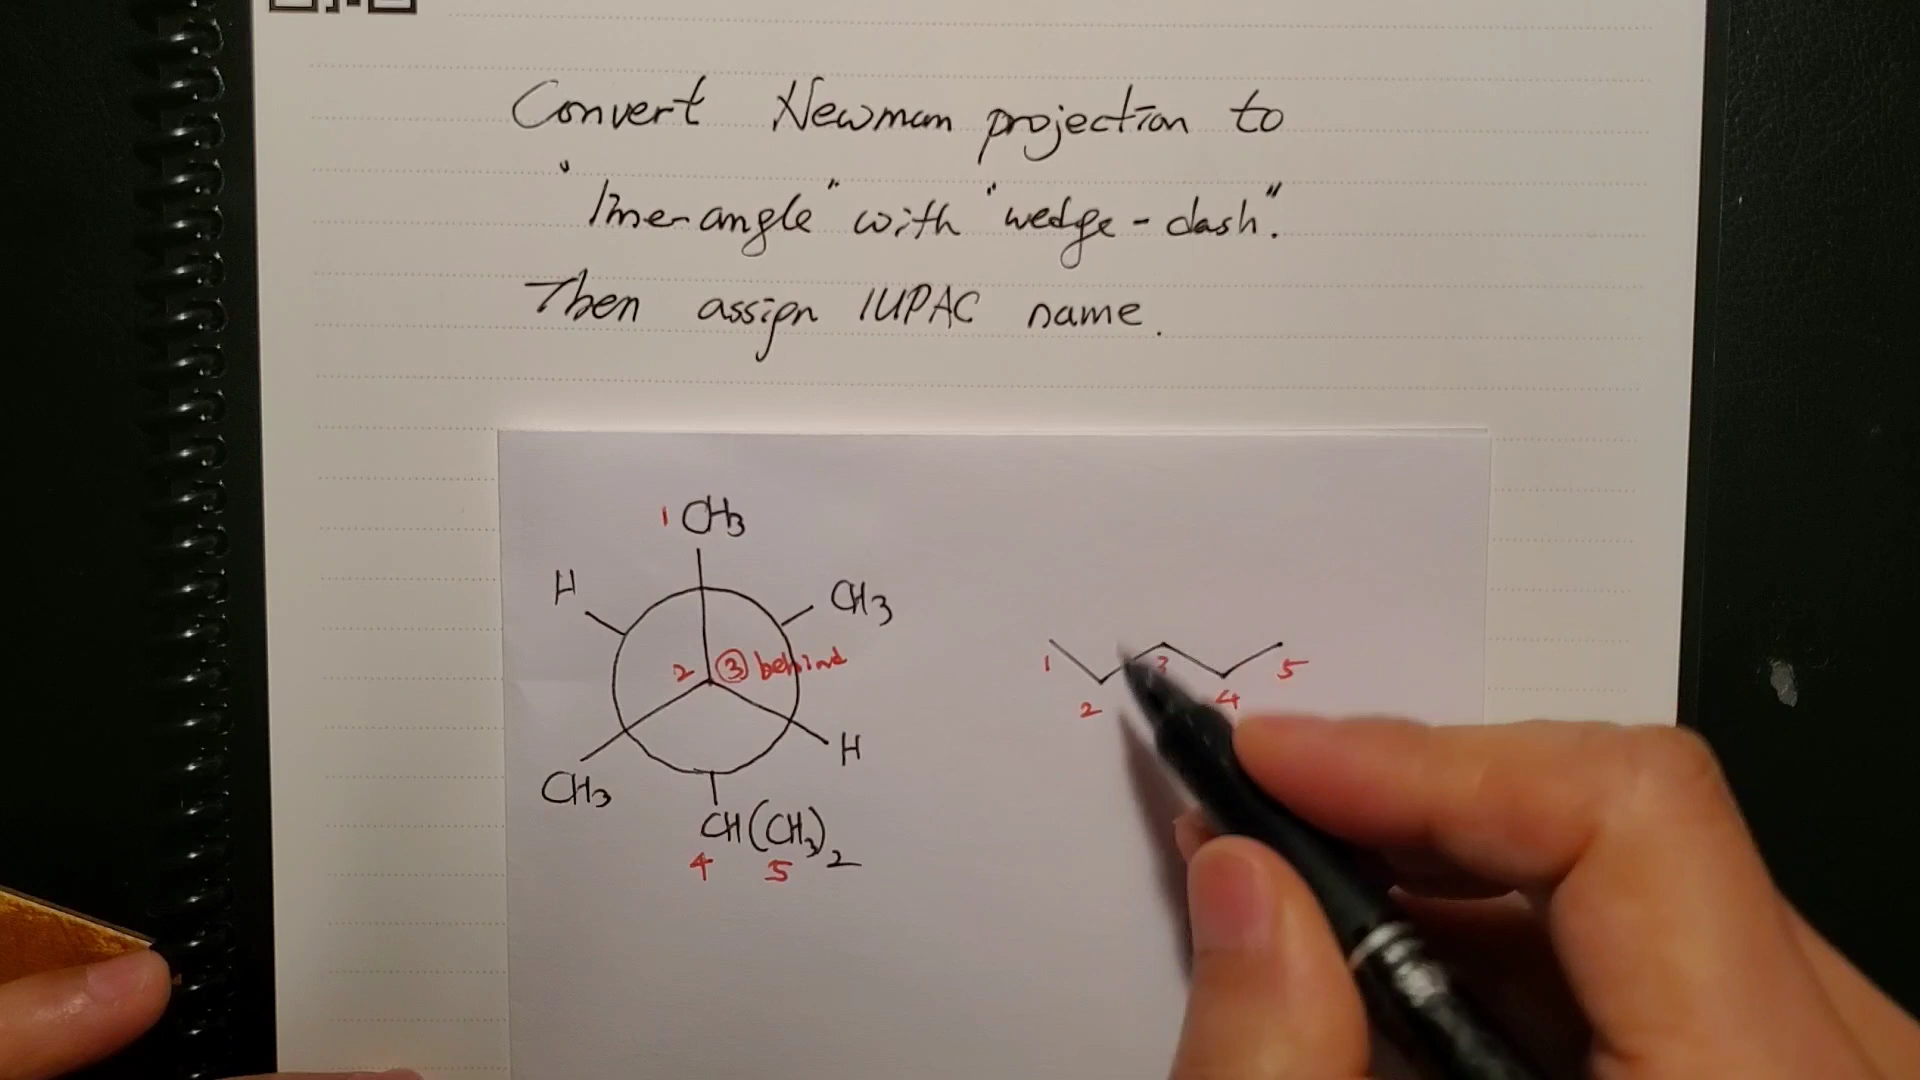 Convert Newman projection to
"line-angle" with "wedge-dash".
Then assign IUPAC name.
1 CH3
H
CH3
2 ③ behind
1 3 5
2 4
H
CH3
CH(CH3)2
4 5